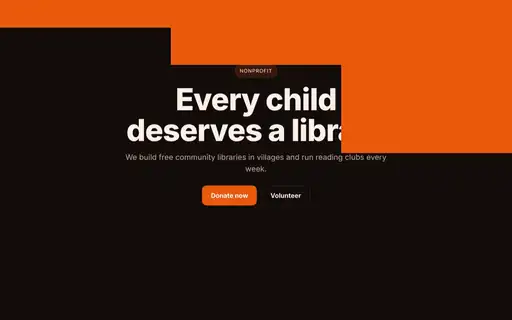 NONPROFIT
Every child
deserves a
We build free community libraries in villages and run reading clubs every
week.
Donate now
Volunteer